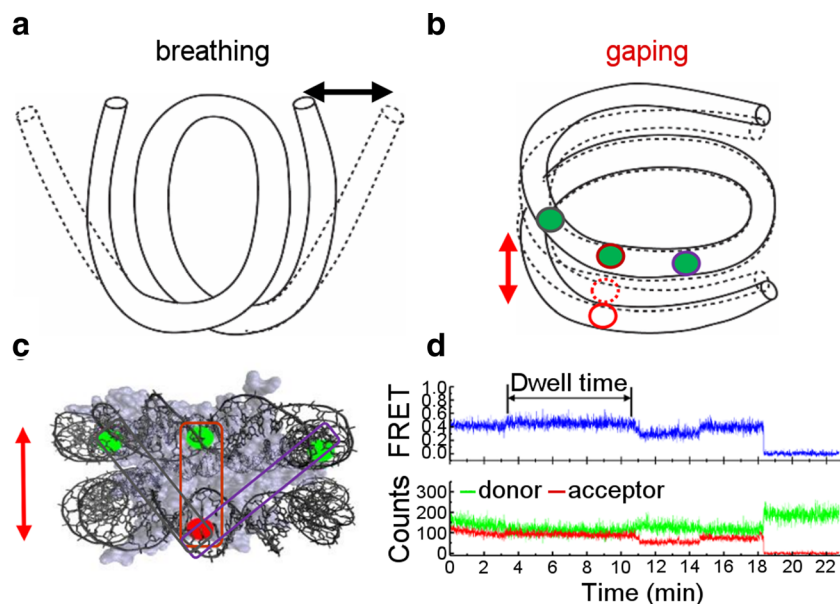 a
breathing
b
gaping
c
d
Dwell time
FRET
1.0
0.8
0.6
0.4
0.2
0.0
donor acceptor
Counts
300
200
100
0
0 2 4 6 8 10 12 14 16 18 20 22
Time (min)